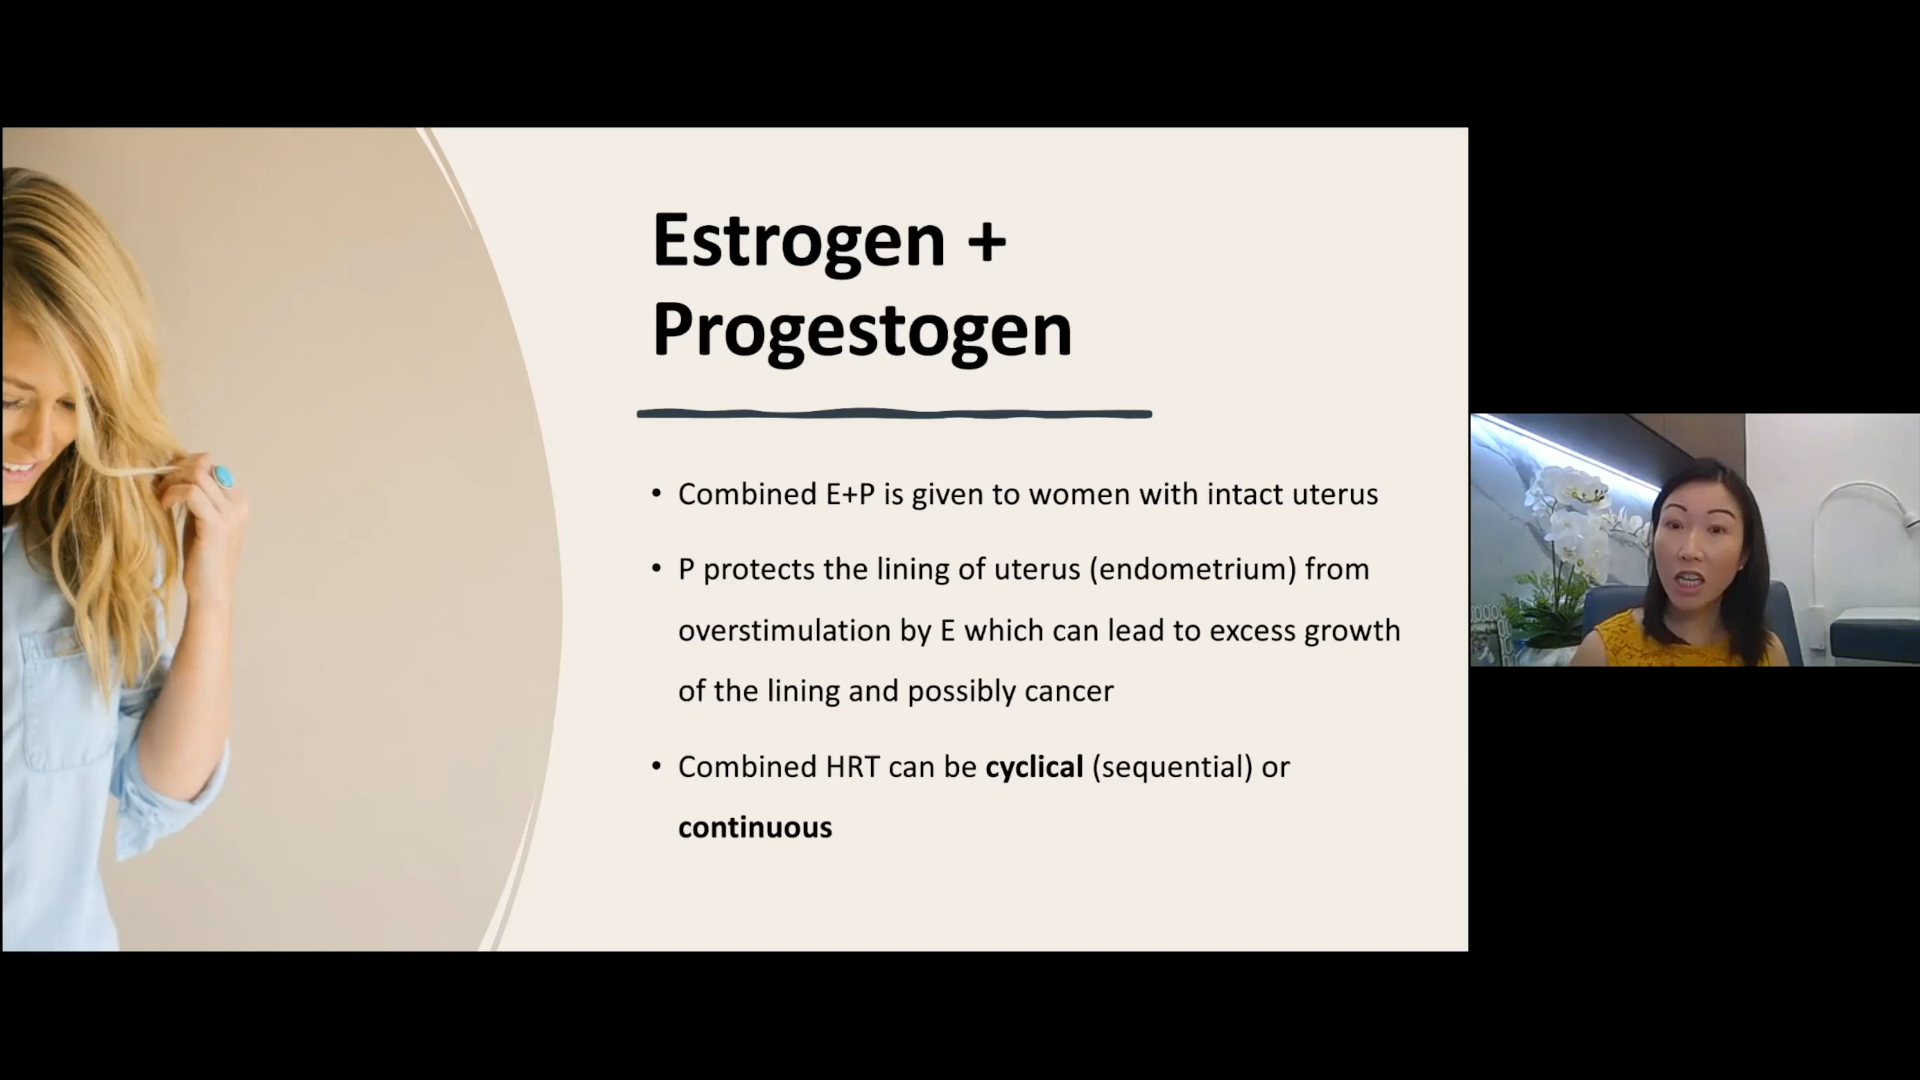 Estrogen +
Progestogen
• Combined E+P is given to women with intact uterus
• P protects the lining of uterus (endometrium) from
overstimulation by E which can lead to excess growth
of the lining and possibly cancer
• Combined HRT can be cyclical (sequential) or
continuous